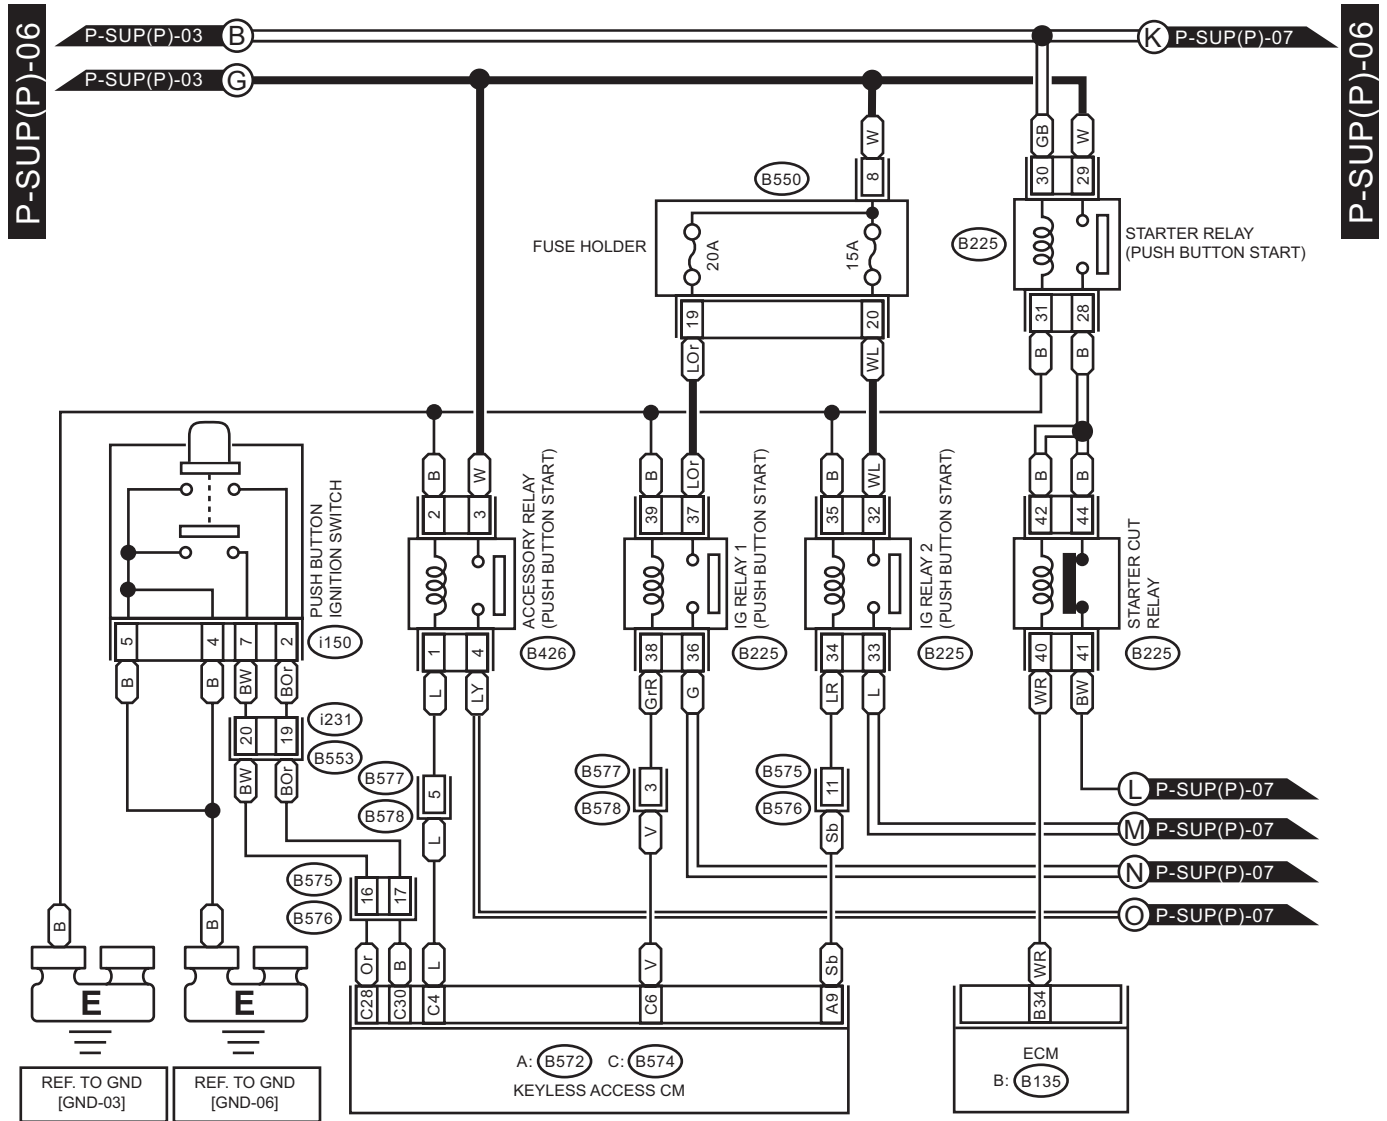 P-SUP(P)-06
P-SUP(P)-06
P-SUP(P)-03 B
K P-SUP(P)-07
P-SUP(P)-03 G
W
GB
W
B550
8
30
29
FUSE HOLDER
20A
15A
B225
STARTER RELAY
(PUSH BUTTON START)
19
20
31
28
LOr
WL
B
B
B
W
B
LOr
B
WL
B
B
2
3
39
37
35
32
42
44
PUSH BUTTON
IGNITION SWITCH
ACCESSORY RELAY
(PUSH BUTTON START)
IG RELAY 1
(PUSH BUTTON START)
IG RELAY 2
(PUSH BUTTON START)
STARTER CUT
RELAY
5
4
7
2
i150
1
4
B426
38
36
B225
34
33
B225
40
41
B225
B
B
BW
BOr
L
LY
GrR
G
LR
L
WR
BW
20
19
i231
B553
BW
BOr
B577
5
B578
B577
3
B578
B575
11
B576
L
V
Sb
L P-SUP(P)-07
M P-SUP(P)-07
N P-SUP(P)-07
O P-SUP(P)-07
B575
16
17
B576
B
B
Or
B
L
V
Sb
WR
E
E
C28
C30
C4
C6
A9
B34
A: B572 C: B574
KEYLESS ACCESS CM
ECM
B: B135
REF. TO GND
[GND-03]
REF. TO GND
[GND-06]